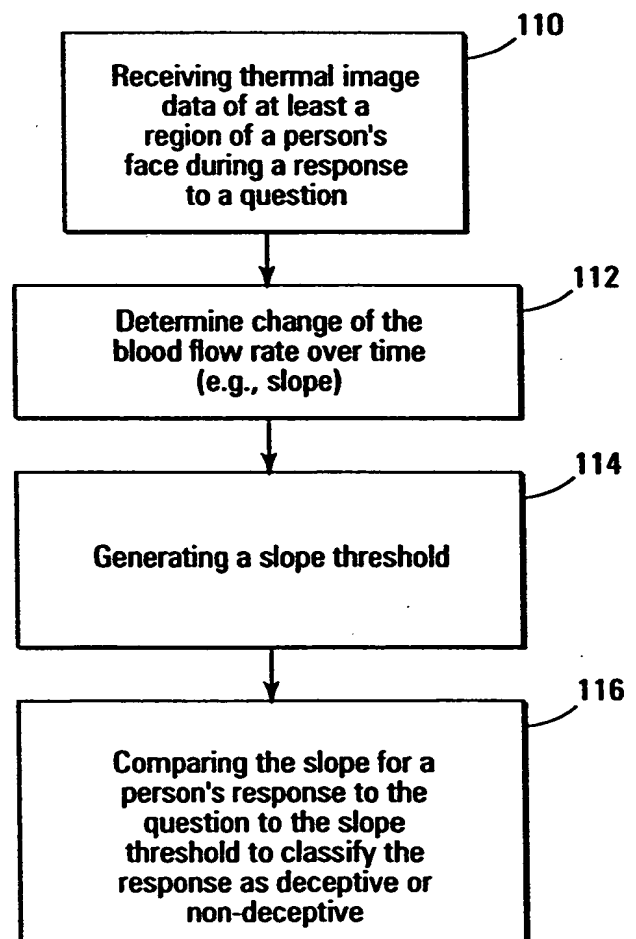 110
Receiving thermal image
data of at least a
region of a person's
face during a response
to a question
112
Determine change of the
blood flow rate over time
(e.g., slope)
114
Generating a slope threshold
116
Comparing the slope for a
person's response to the
question to the slope
threshold to classify the
response as deceptive or
non-deceptive